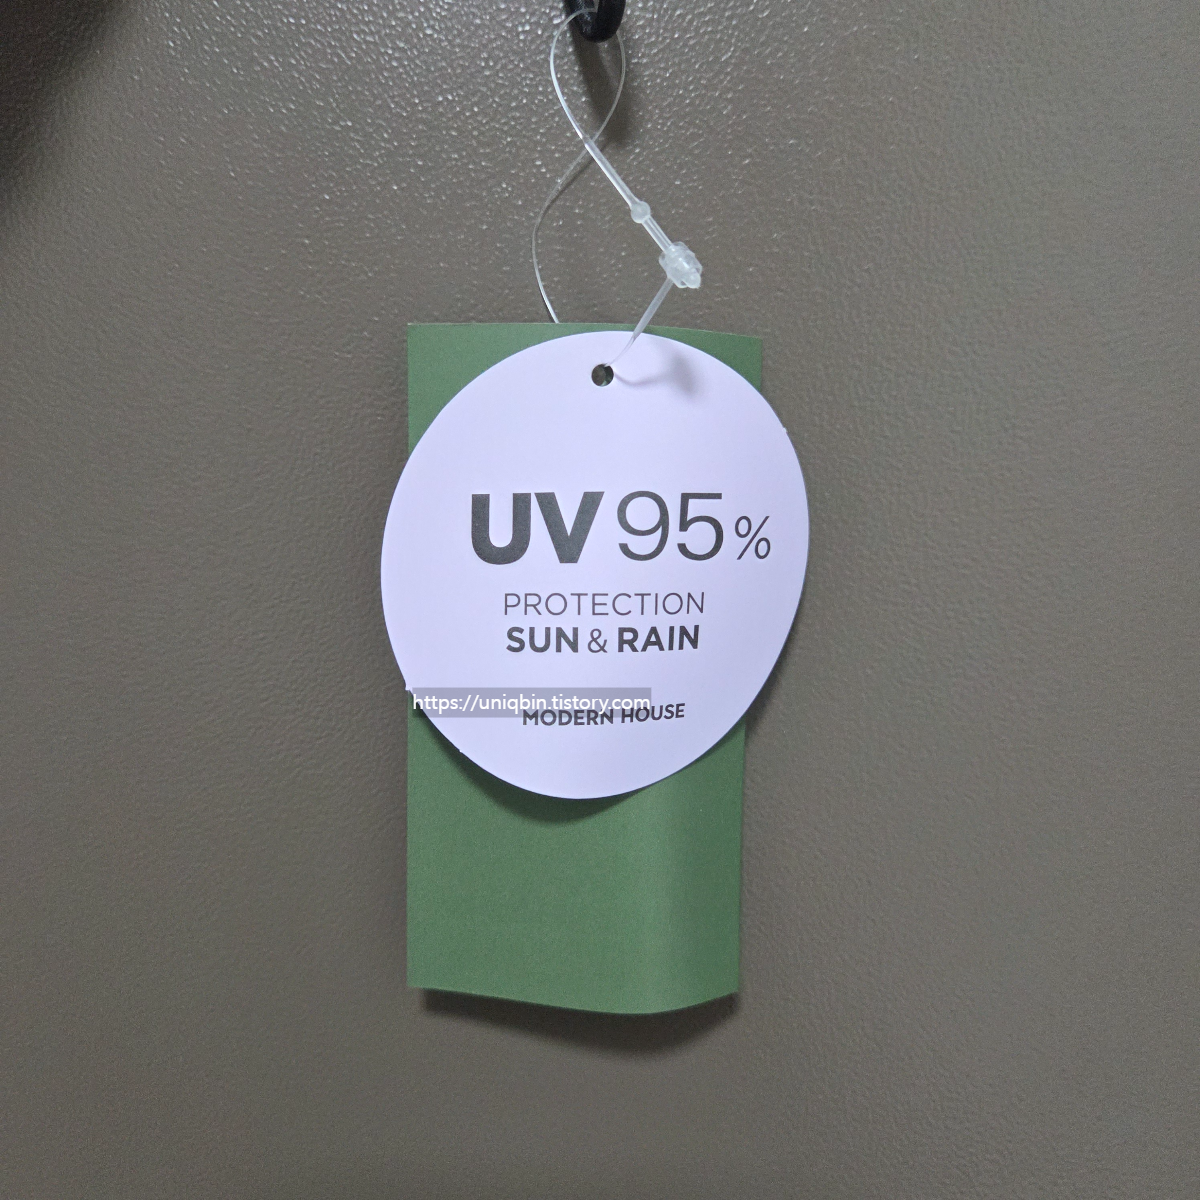 UV 95%
PROTECTION
SUN & RAIN
https://uniqbin.tistory.com
MODERN HOUSE